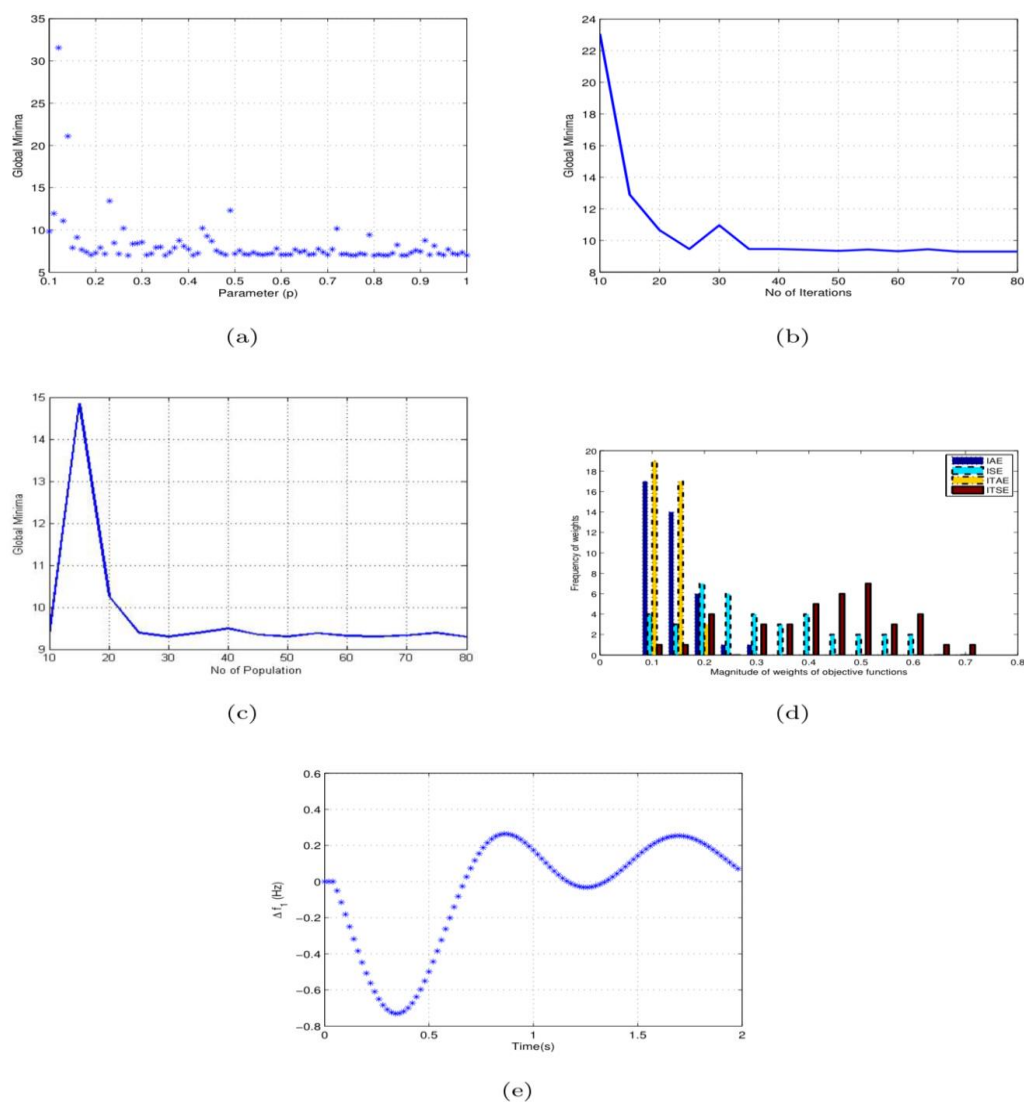 35
30
25
20
15
10
5
Global Minima
0.1 0.2 0.3 0.4 0.5 0.6 0.7 0.8 0.9 1
Parameter (p)
(a)
24
22
20
18
16
14
12
10
8
Global Minima
10 20 30 40 50 60 70 80
No of Iterations
(b)
15
14
13
12
11
10
9
Global Minima
10 20 30 40 50 60 70 80
No of Population
(c)
20
18
16
14
12
10
8
6
4
2
0
Frequency of weights
IAE
ISE
ITAE
ITSE
0 0.1 0.2 0.3 0.4 0.5 0.6 0.7 0.8
Magnitude of weights of objective functions
(d)
0.6
0.4
0.2
0
−0.2
−0.4
−0.6
−0.8
Δ f1 (Hz)
0 0.5 1 1.5 2
Time(s)
(e)